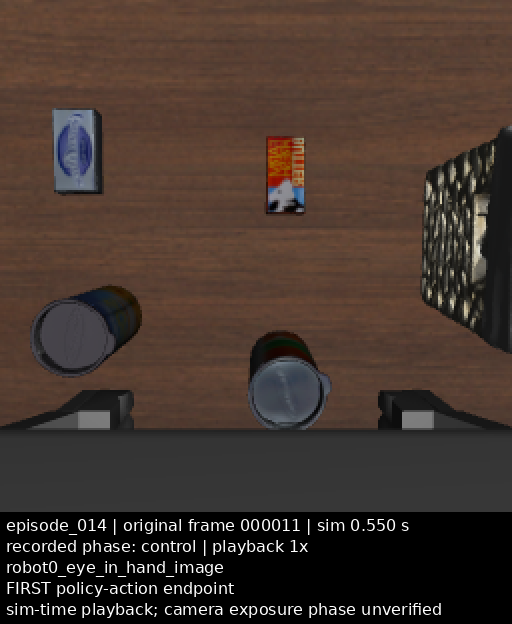 BUTTER
episode_014 | original frame 000011 | sim 0.550 s
recorded phase: control | playback 1x
robot0_eye_in_hand_image
FIRST policy-action endpoint
sim-time playback; camera exposure phase unverified